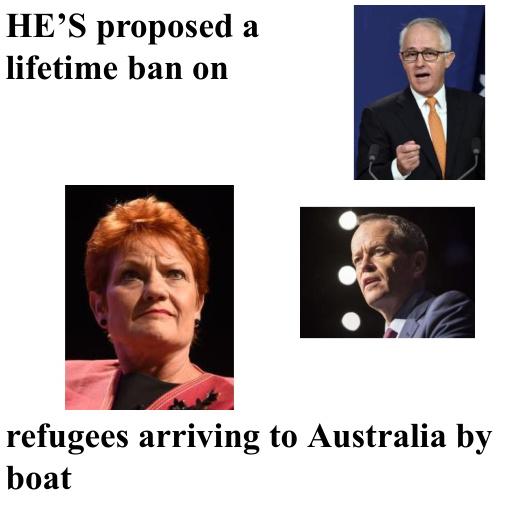 HE’S proposed a
lifetime ban on
refugees arriving to Australia by
boat